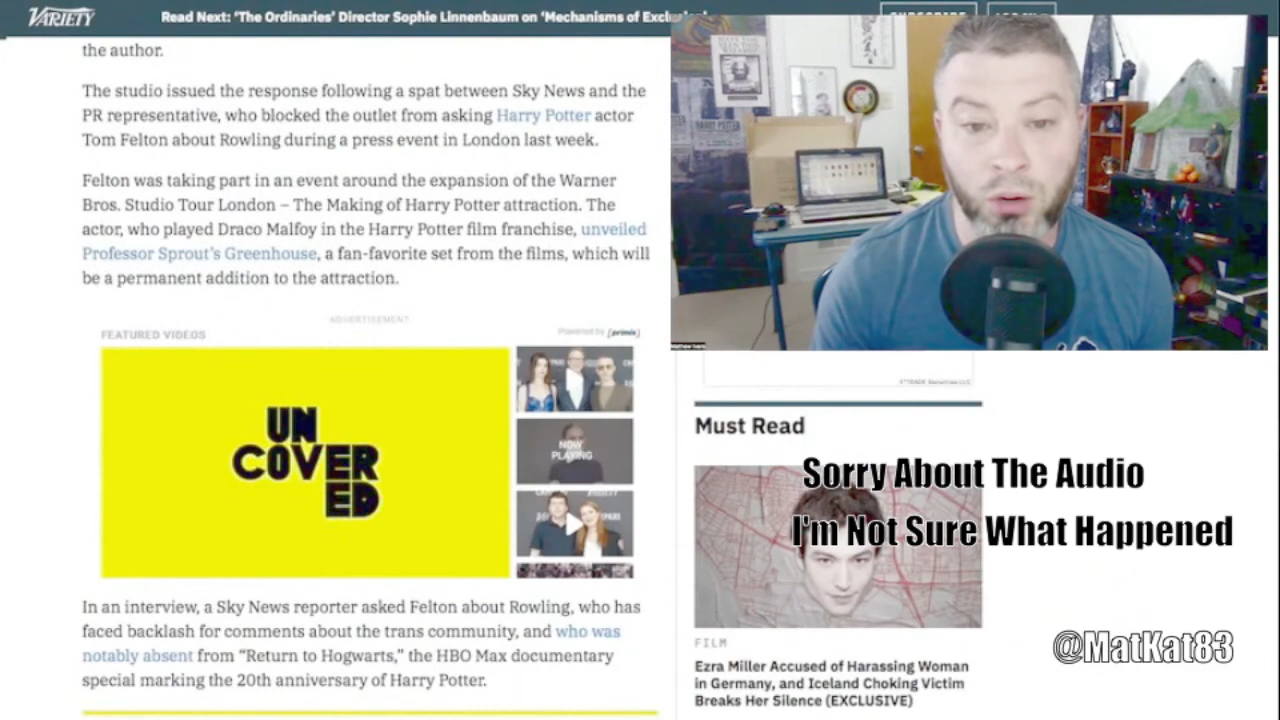 VARIETY
Read Next: 'The Ordinaries' Director Sophie Linnenbaum on 'Mechanisms of
the author.
The studio issued the response following a spat between Sky News and the
PR representative, who blocked the outlet from asking Harry Potter actor
Tom Felton about Rowling during a press event in London last week.
Felton was taking part in an event around the expansion of the Warner
Bros. Studio Tour London – The Making of Harry Potter attraction. The
actor, who played Draco Malfoy in the Harry Potter film franchise, unveiled
Professor Sprout's Greenhouse, a fan-favorite set from the films, which will
be a permanent addition to the attraction.
ADVERTISEMENT
FEATURED VIDEOS
Powered by [primis]
UN
COVER
ED
NOW
PLAYING
In an interview, a Sky News reporter asked Felton about Rowling, who has
faced backlash for comments about the trans community, and who was
notably absent from “Return to Hogwarts,” the HBO Max documentary
special marking the 20th anniversary of Harry Potter.
E*TRADE Securities LLC
Must Read
Sorry About The Audio
I'm Not Sure What Happened
FILM
Ezra Miller Accused of Harassing Woman
in Germany, and Iceland Choking Victim
Breaks Her Silence (EXCLUSIVE)
@MatKat83